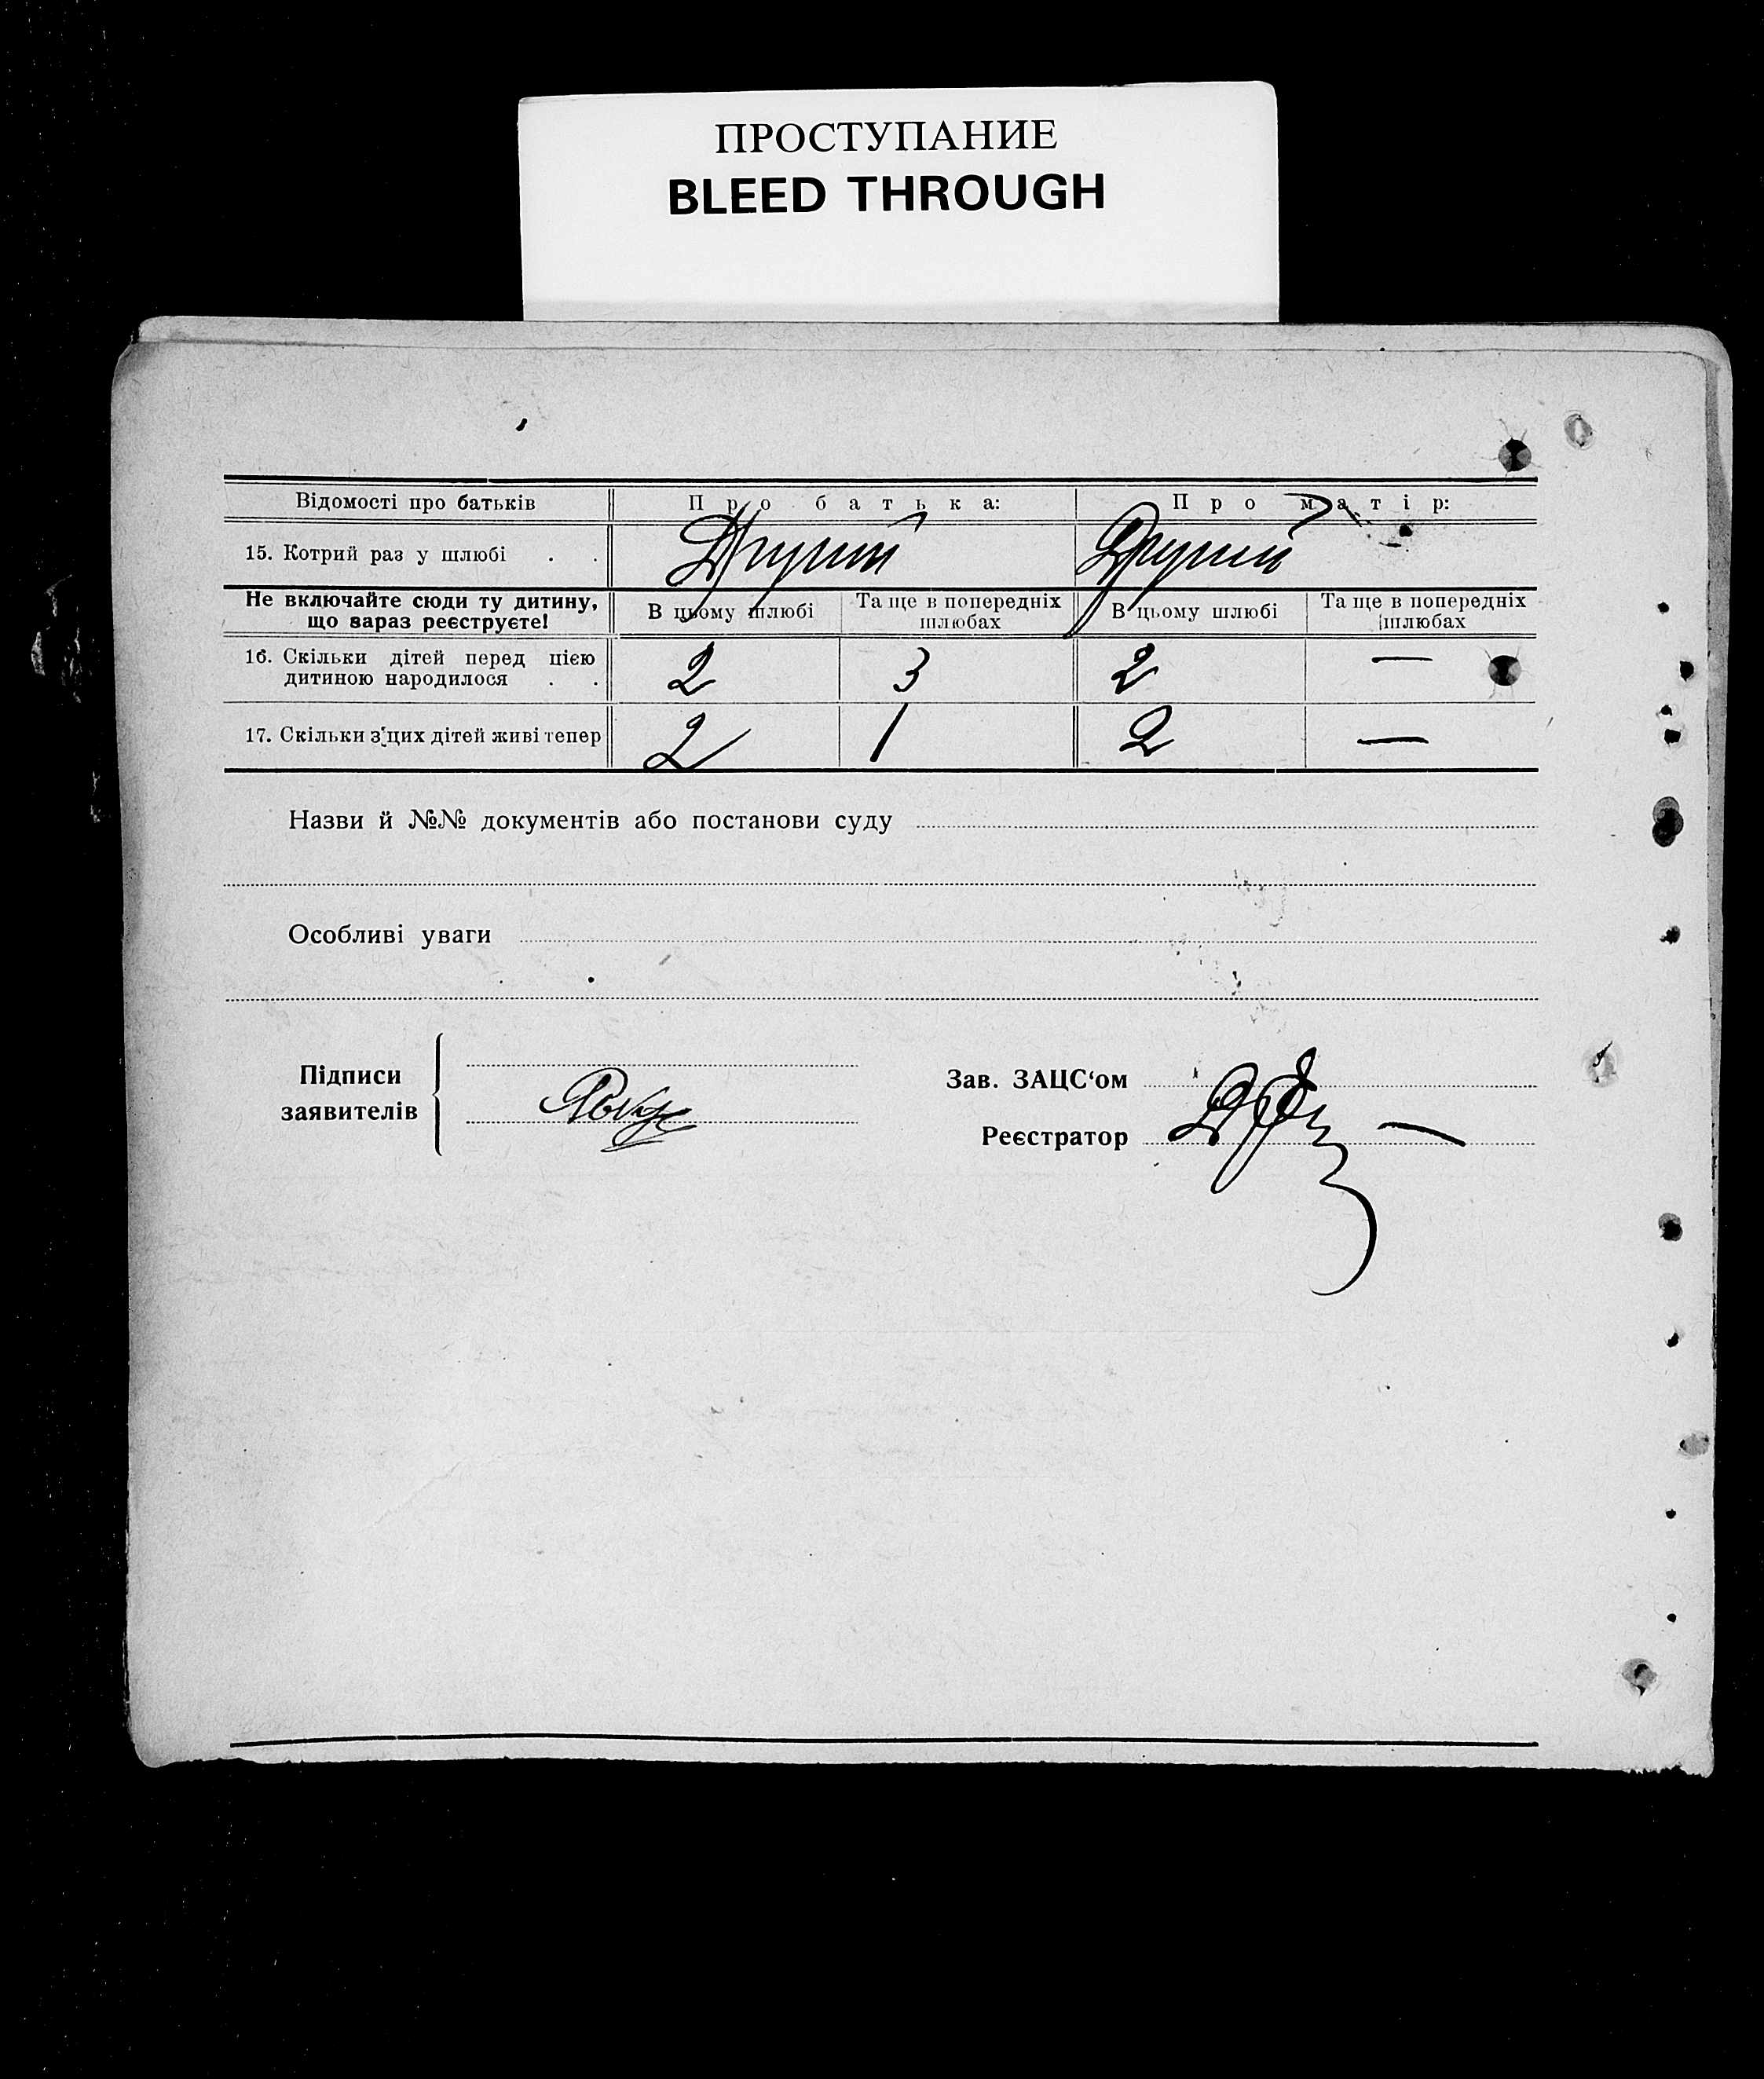 ПРОСТУПАНИЕ
BLEED THROUGH
Відомості про батьків Про батька: Про матір:
15. Котрий раз у шлюбі . . Другий Другий
Не включайте сюди ту дитину, що вараз реєструєте! В цьому шлюбі Та ще в попередніх шлюбах В цьому шлюбі Та ще в попередніх шлюбах
16. Скільки дітей перед цією дитиною народилося . . 2 3 2 —
17. Скільки з цих дітей живі тепер 2 1 2 —
Назви й №№ документів або постанови суду
Особливі уваги
Підписи заявителів
Зав. ЗАЦС‘ом
Реєстратор